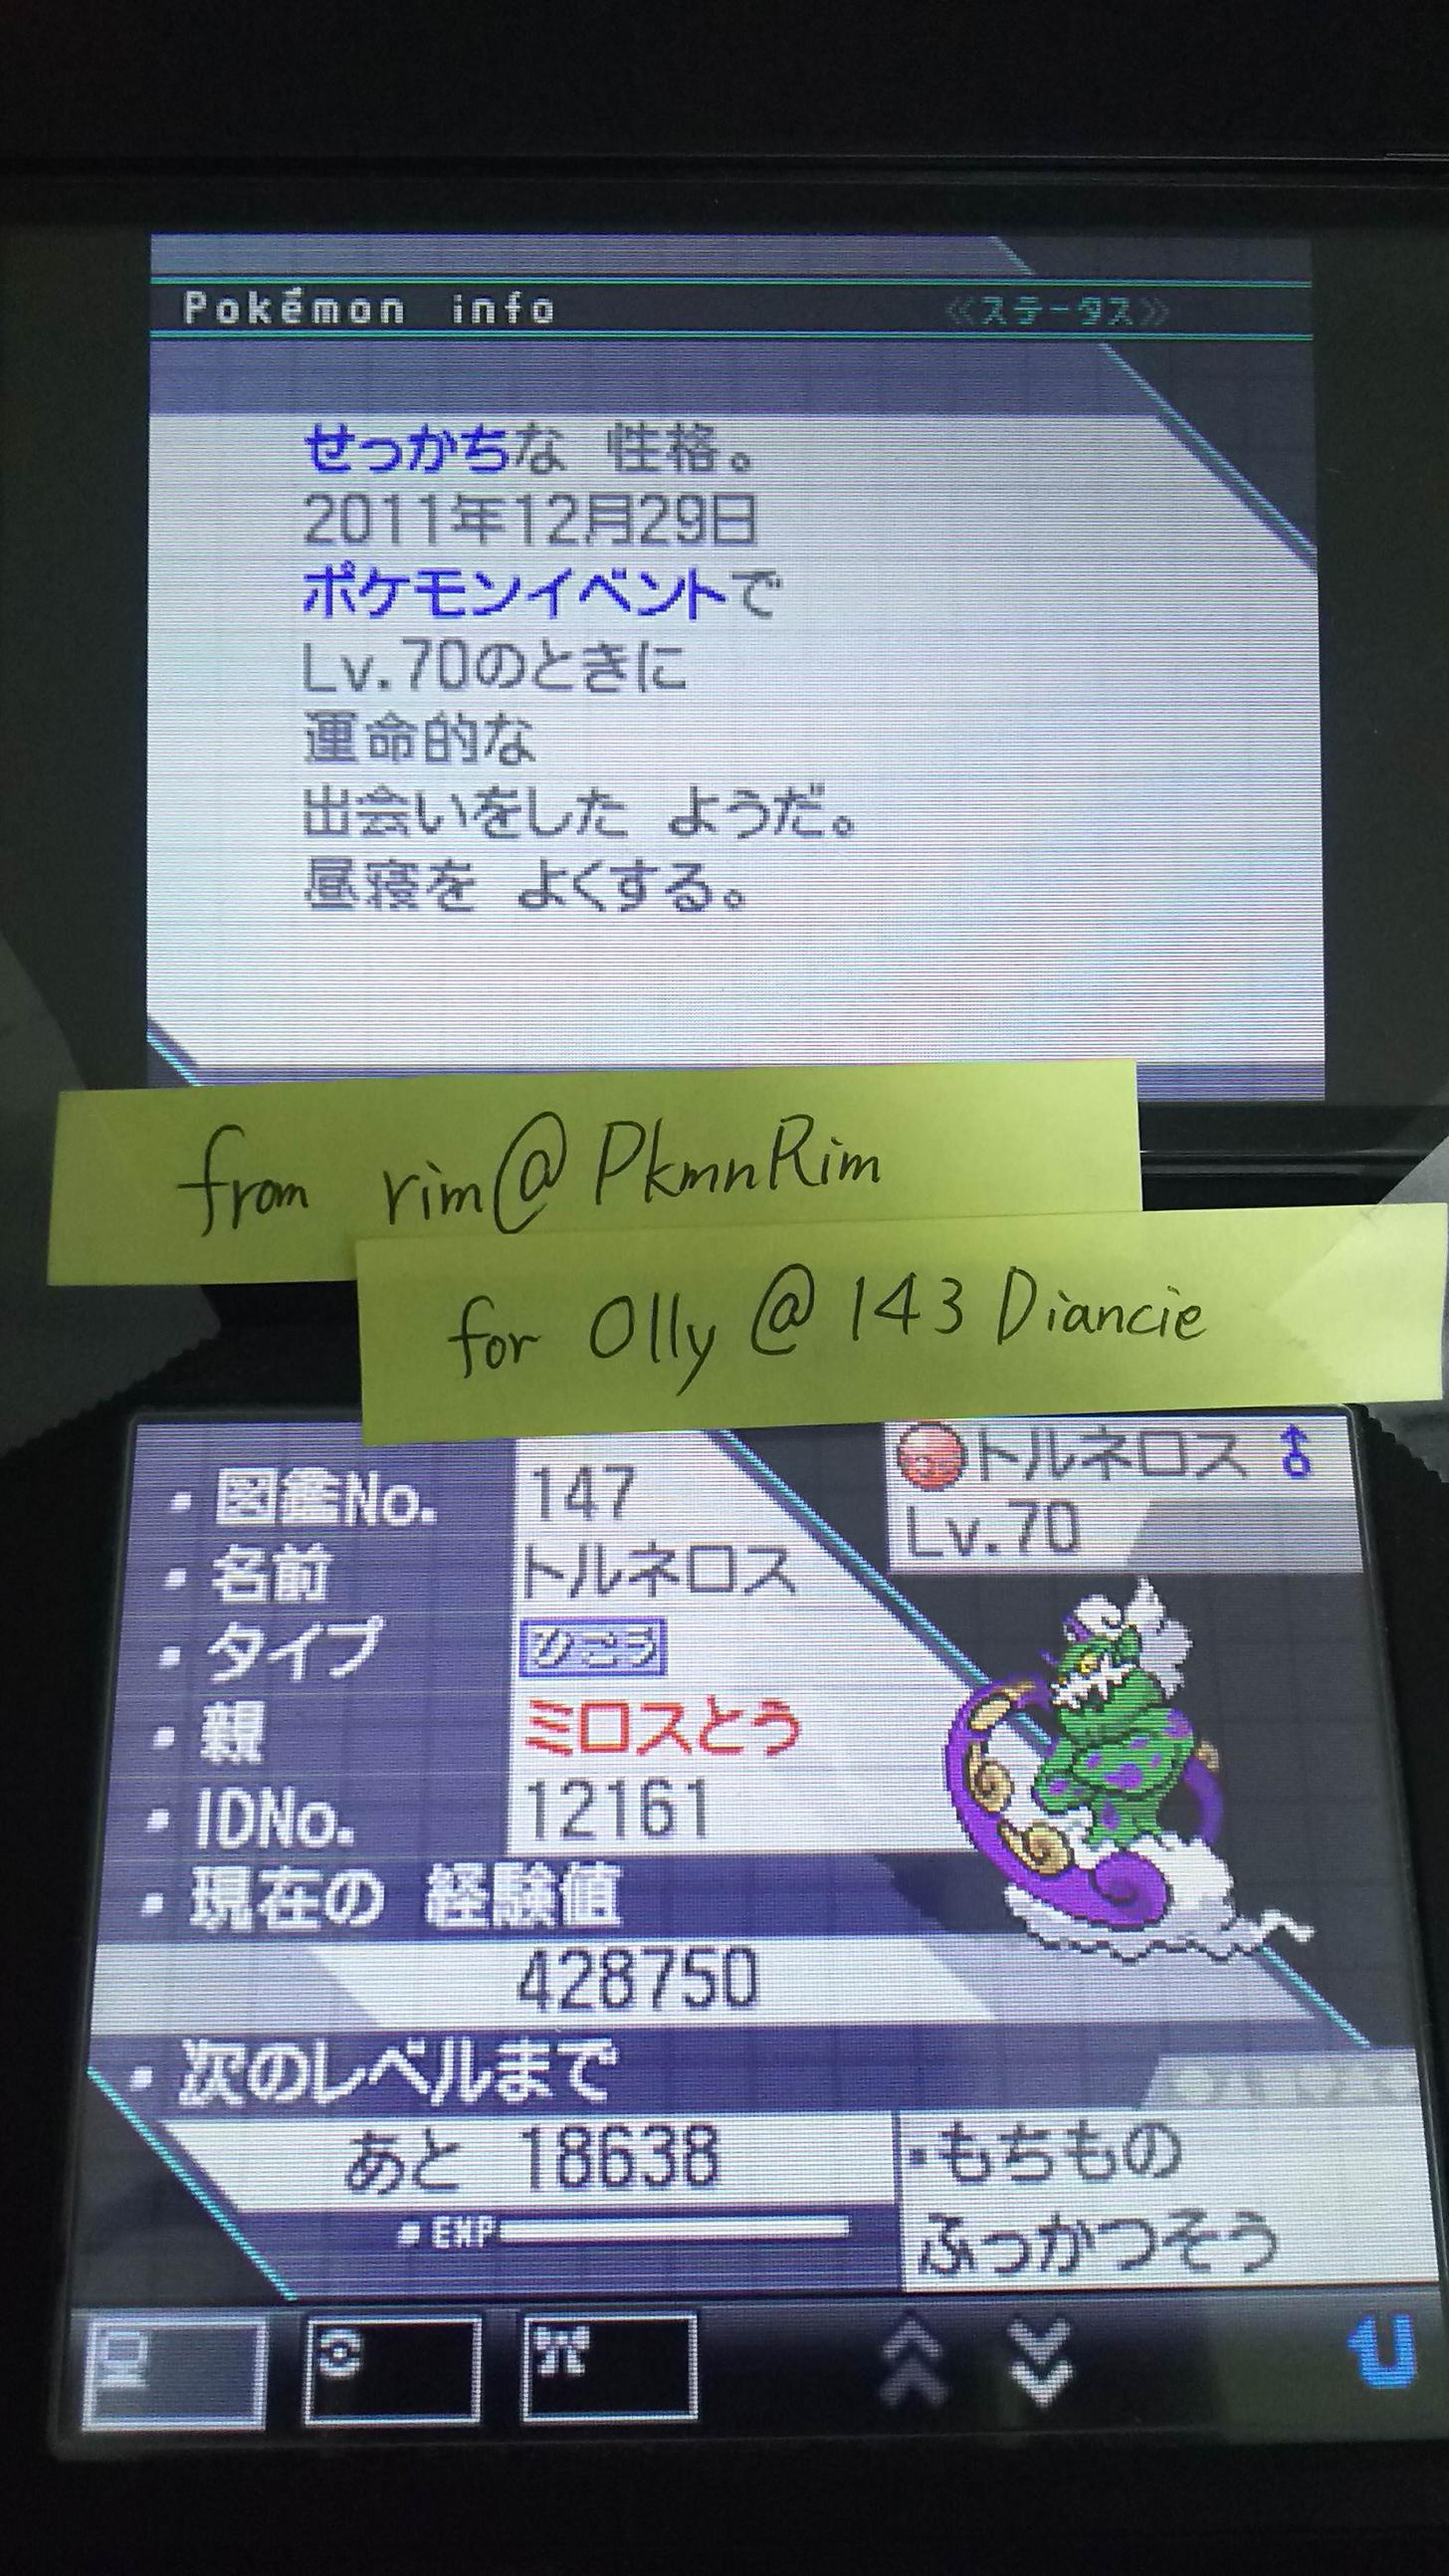 Pokémon info
≪ステータス≫
せっかちな 性格。
2011年12月29日
ポケモンイベントで
Lv.70のときに
運命的な
出会いをした ようだ。
昼寝を よくする。
from rim@PkmnRim
for Olly@143Diancie
トルネロス ♂
Lv.70
・図鑑No. 147
・名前 トルネロス
・タイプ ひこう
・親 ミロスとう
・IDNo. 12161
・現在の 経験値
428750
・次のレベルまで
あと 18638
・EXP
・もちもの
ふっかつそう